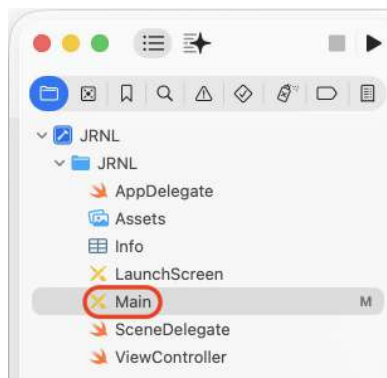 JRNL
JRNL
AppDelegate
Assets
Info
LaunchScreen
Main M
SceneDelegate
ViewController